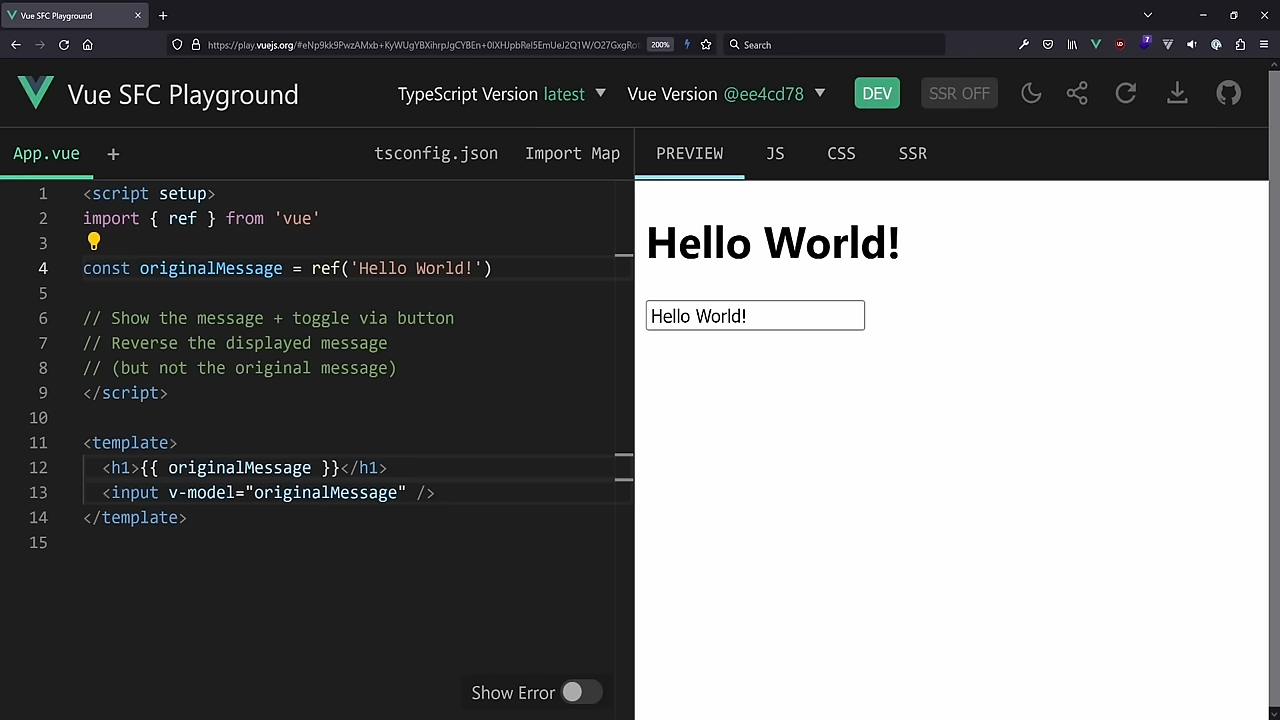 Vue SFC Playground
https://play.vuejs.org/#eNp9kk9PwzAMxb+KyWUgYBXihrpJgCYBEn+0lXHJpbRel5EmUeJ2Q1W/O27GxgRot
200%
Search
7
Vue SFC Playground
TypeScript Version latest
Vue Version @ee4cd78
DEV
SSR OFF
App.vue
+
tsconfig.json
Import Map
PREVIEW
JS
CSS
SSR
1 <script setup>
2 import { ref } from 'vue'
3
4 const originalMessage = ref('Hello World!')
5
6 // Show the message + toggle via button
7 // Reverse the displayed message
8 // (but not the original message)
9 </script>
10
11 <template>
12 <h1>{{ originalMessage }}</h1>
13 <input v-model="originalMessage" />
14 </template>
15
Show Error
Hello World!
Hello World!